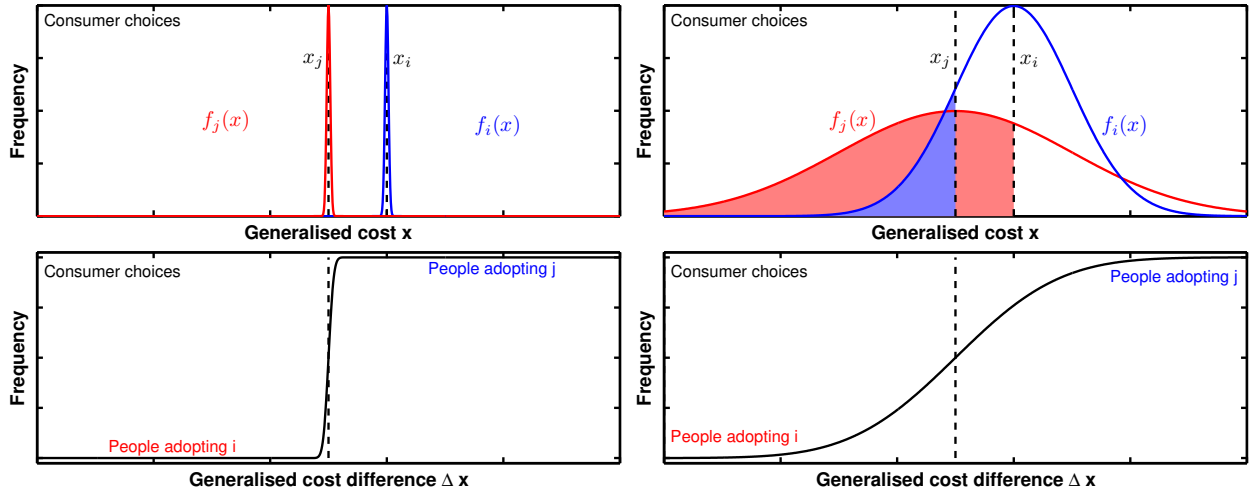 Consumer choices
x_j
x_i
f_j(x)
f_i(x)
Frequency
Generalised cost x
Consumer choices
x_j
x_i
f_j(x)
f_i(x)
Frequency
Generalised cost x
Consumer choices
People adopting j
People adopting i
Frequency
Generalised cost difference Δ x
Consumer choices
People adopting j
People adopting i
Frequency
Generalised cost difference Δ x